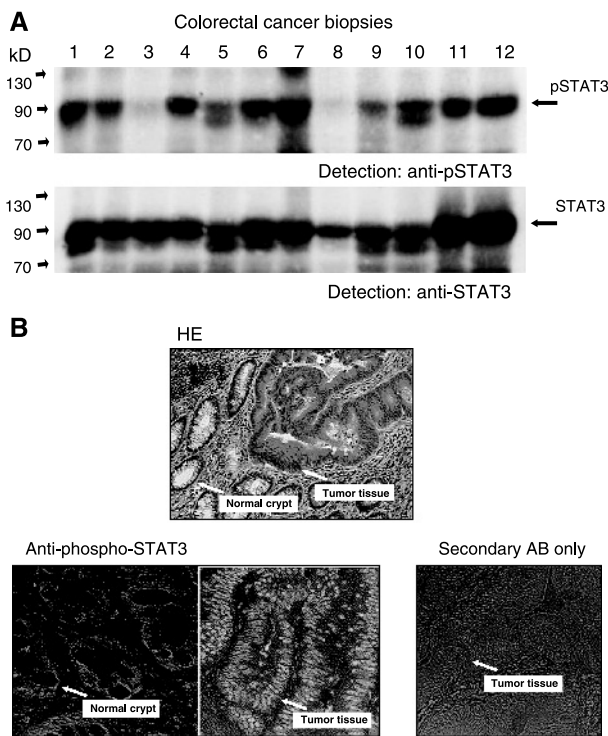 A
Colorectal cancer biopsies
kD 1 2 3 4 5 6 7 8 9 10 11 12
130
90
70
pSTAT3
Detection: anti-pSTAT3
130
90
70
STAT3
Detection: anti-STAT3
B
HE
Normal crypt
Tumor tissue
Anti-phospho-STAT3
Secondary AB only
Normal crypt
Tumor tissue
Tumor tissue